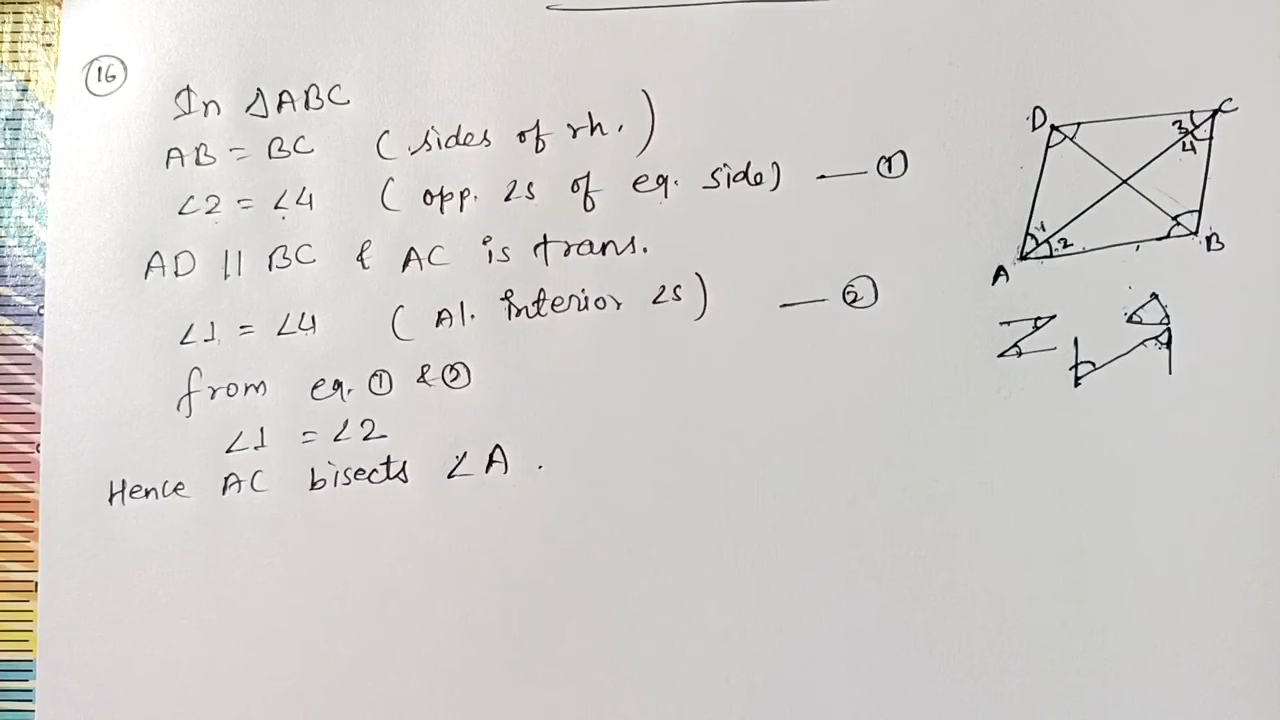 16
In ΔABC
AB = BC (sides of rh.)
∠2 = ∠4 (opp. ∠s of eq. side) — ①
AD || BC & AC is trans.
∠1 = ∠4 (Al. Interior ∠s) — ②
from eq. ① & ②
∠1 = ∠2
Hence AC bisects ∠A.
D C
3
4
1 2
A B